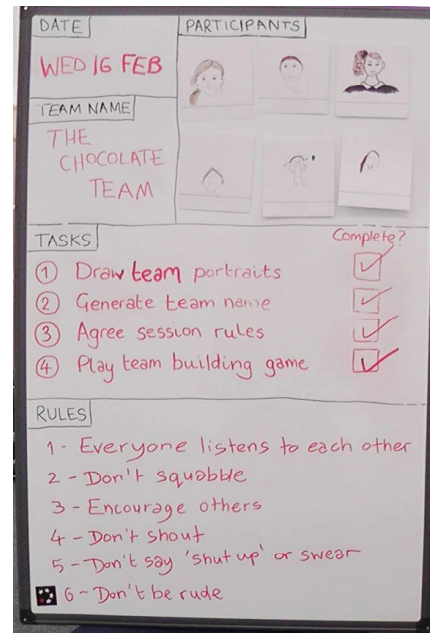 DATE
WED 16 FEB
TEAM NAME
THE
CHOCOLATE
TEAM
PARTICIPANTS
TASKS
Complete?
① Draw team portraits
② Generate team name
③ Agree session rules
④ Play team building game
RULES
1 - Everyone listens to each other
2 - Don't squabble
3 - Encourage others
4 - Don't shout
5 - Don't say 'shut up' or swear
6 - Don't be rude